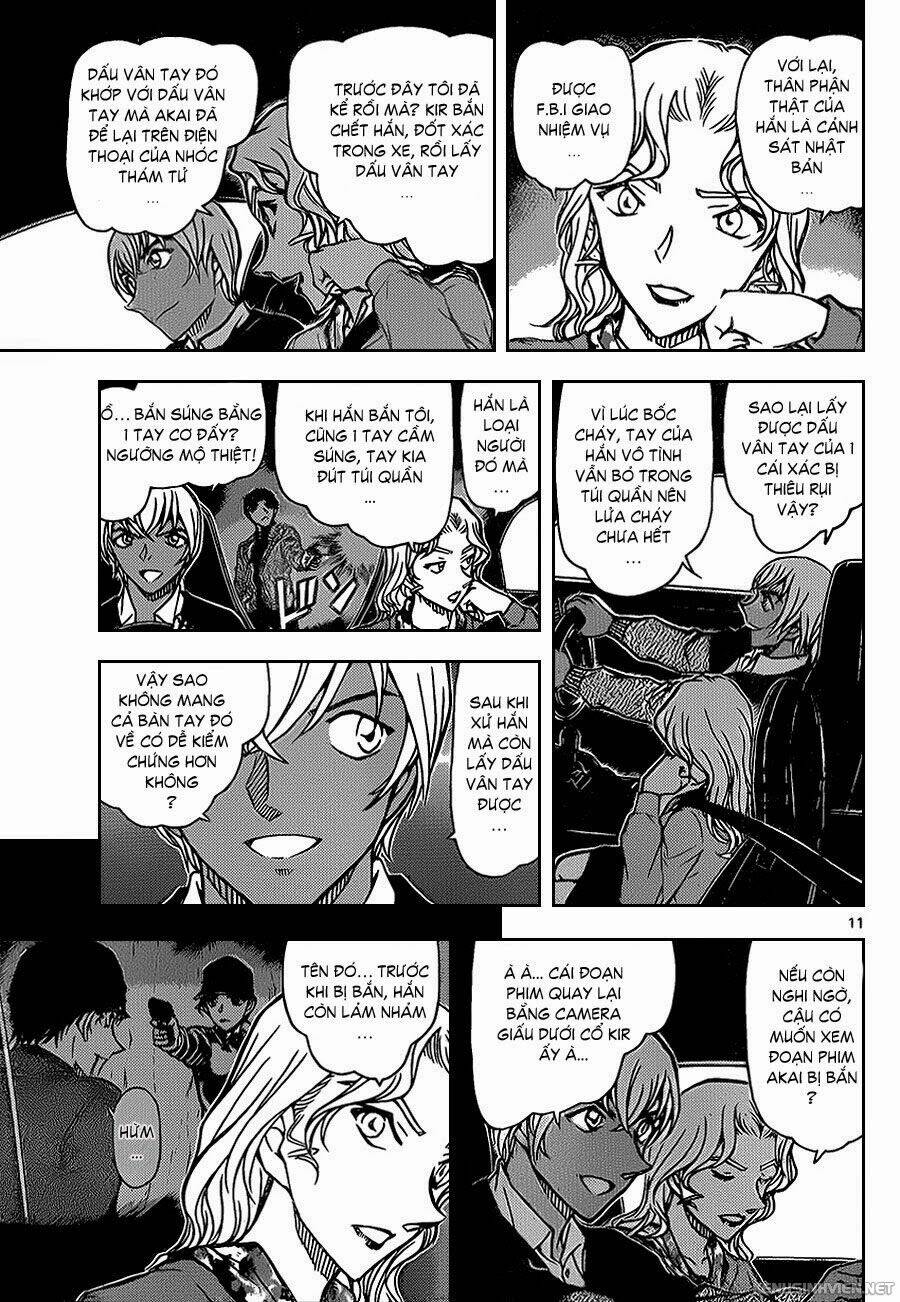 VỚI LẠI,
THÂN PHẬN
THẬT CỦA
HẮN LÀ CẢNH
SÁT NHẬT
BẢN
...
ĐƯỢC
F.B.I GIAO
NHIỆM VỤ
...
TRƯỚC ĐÂY TÔI ĐÃ
KỂ RỒI MÀ? KIR BẮN
CHẾT HẮN, ĐỐT XÁC
TRONG XE, RỒI LẤY
DẤU VÂN TAY
DẤU VÂN TAY ĐÓ
KHỚP VỚI DẤU VÂN
TAY MÀ AKAI ĐÃ
ĐỂ LẠI TRÊN ĐIỆN
THOẠI CỦA NHÓC
THÁM TỬ
...
SAO LẠI LẤY
ĐƯỢC DẤU
VÂN TAY CỦA 1
CÁI XÁC BỊ
THIÊU RỤI
VẬY?
VÌ LÚC BỐC
CHÁY, TAY CỦA
HẮN VÔ TÌNH
VẪN BỎ TRONG
TÚI QUẦN NÊN
LỬA CHÁY
CHƯA HẾT
...
HẮN LÀ
LOẠI
NGƯỜI
ĐÓ MÀ
...
KHI HẮN BẮN TÔI,
CŨNG 1 TAY CẦM
SÚNG, TAY KIA
ĐÚT TÚI QUẦN
...
Ồ... BẮN SÚNG BẰNG
1 TAY CƠ ĐẤY?
NGƯỠNG MỘ THIỆT!
ドン
SAU KHI
XỬ HẮN
MÀ CÒN
LẤY DẤU
VÂN TAY
ĐƯỢC
...
VẬY SAO
KHÔNG MANG
CẢ BÀN TAY ĐÓ
VỀ CÓ DỄ KIỂM
CHỨNG HƠN
KHÔNG
?
11
NẾU CÒN
NGHI NGỜ,
CẬU CÓ
MUỐN XEM
ĐOẠN PHIM
AKAI BỊ BẮN
?
À À... CÁI ĐOẠN
PHIM QUAY LẠI
BẰNG CAMERA
GIẤU DƯỚI CỔ KIR
ẤY À...
TÊN ĐÓ... TRƯỚC
KHI BỊ BẮN, HẮN
CÒN LẢM NHẢM
...
HỪM
...
VENUSINHVIEN.NET